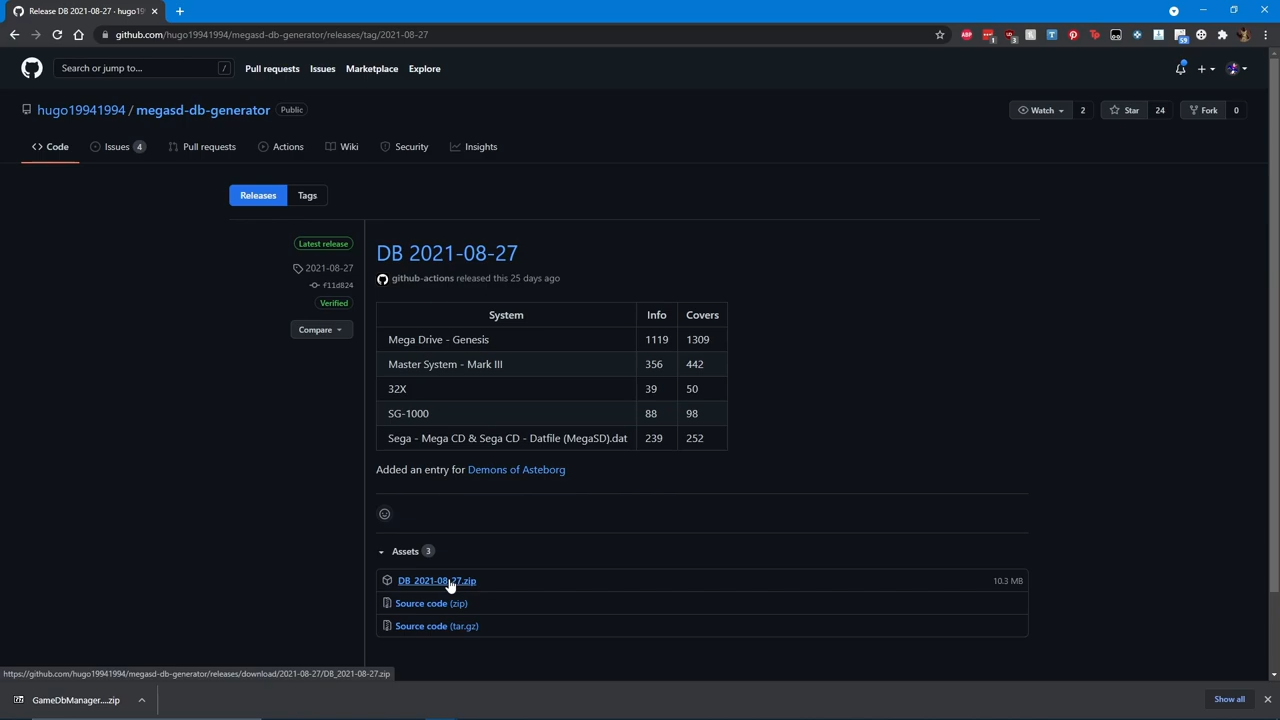 Release DB 2021-08-27 · hugo19
github.com/hugo19941994/megasd-db-generator/releases/tag/2021-08-27
Search or jump to...
/
Pull requests
Issues
Marketplace
Explore
hugo19941994 / megasd-db-generator
Public
Watch
2
Star
24
Fork
0
Code
Issues
4
Pull requests
Actions
Wiki
Security
Insights
Releases
Tags
Latest release
2021-08-27
f11d824
Verified
Compare
DB 2021-08-27
github-actions released this 25 days ago
System Info Covers
Mega Drive - Genesis 1119 1309
Master System - Mark III 356 442
32X 39 50
SG-1000 88 98
Sega - Mega CD & Sega CD - Datfile (MegaSD).dat 239 252
Added an entry for Demons of Asteborg
Assets 3
DB_2021-08-27.zip 10.3 MB
Source code (zip)
Source code (tar.gz)
https://github.com/hugo19941994/megasd-db-generator/releases/download/2021-08-27/DB_2021-08-27.zip
GameDbManager....zip
Show all